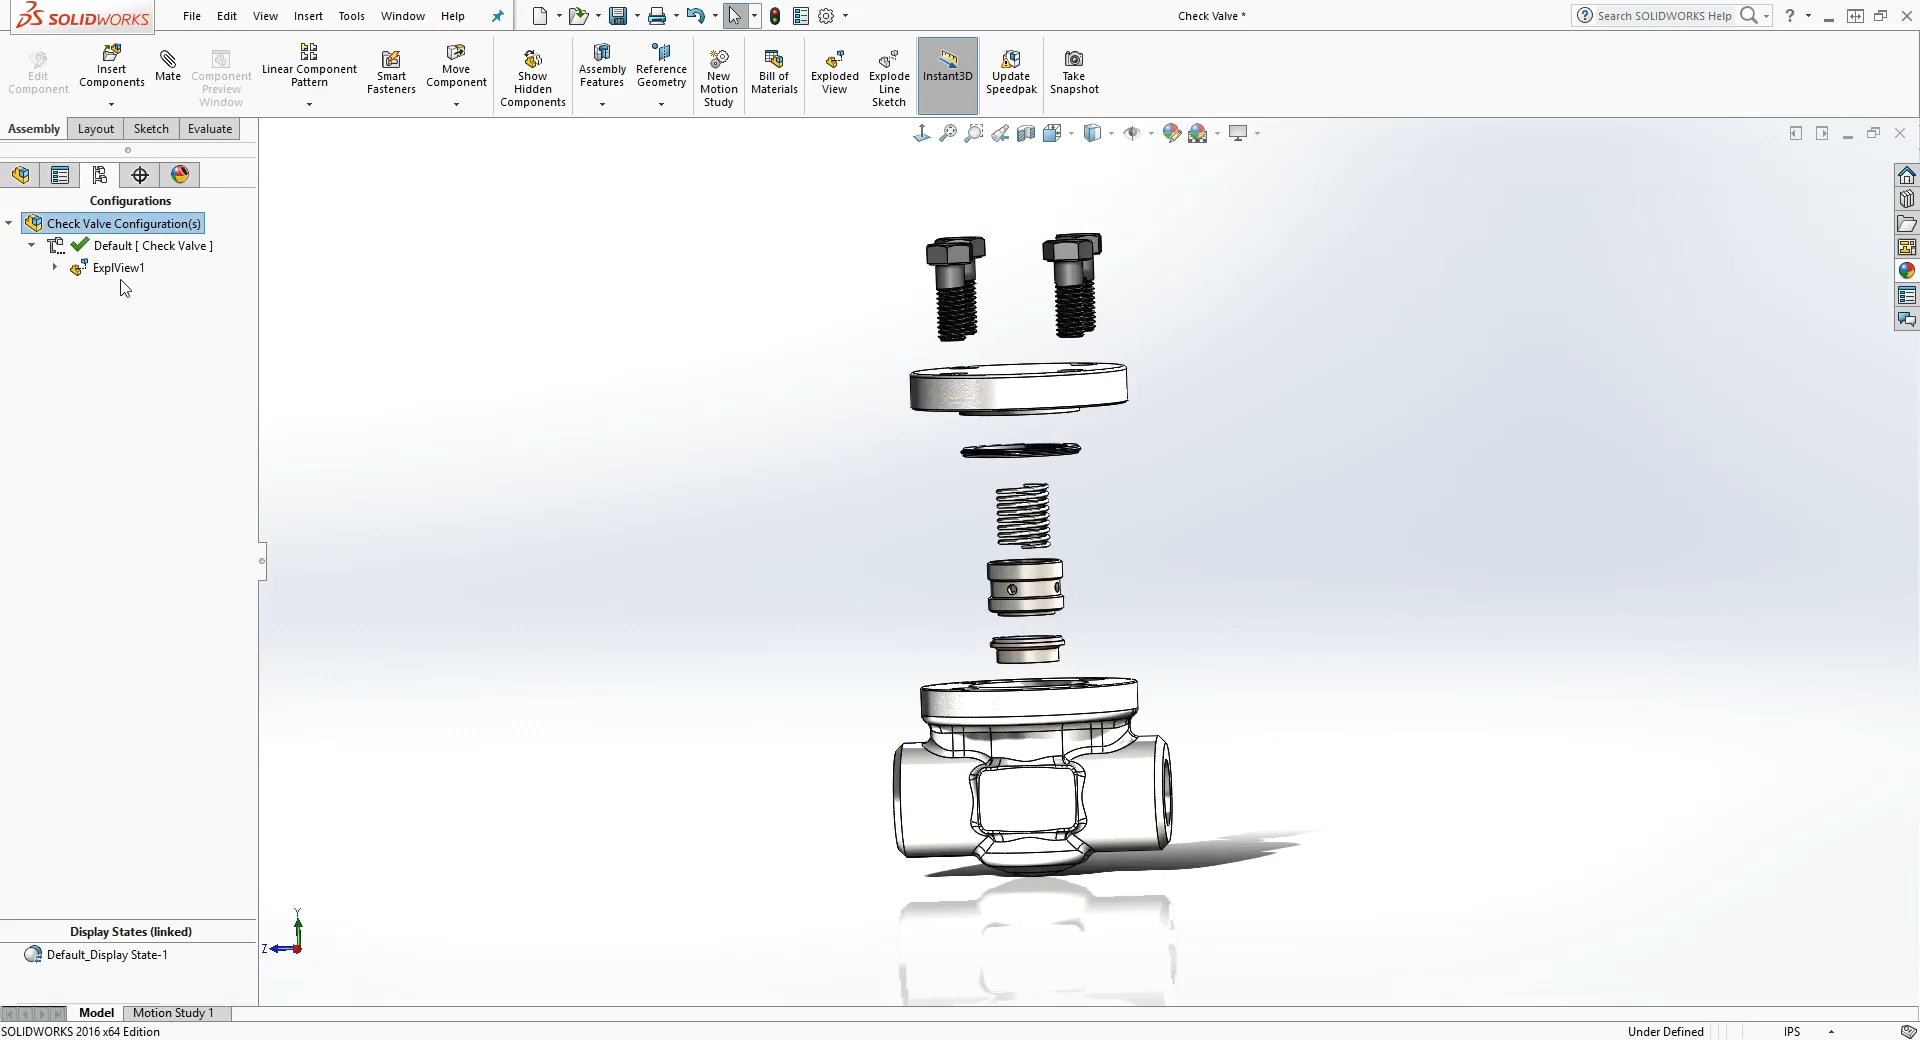 SOLIDWORKS
File Edit View Insert Tools Window Help
Check Valve *
Search SOLIDWORKS Help
?
Edit Component
Insert Components
Mate
Component Preview Window
Linear Component Pattern
Smart Fasteners
Move Component
Show Hidden Components
Assembly Features
Reference Geometry
New Motion Study
Bill of Materials
Exploded View
Explode Line Sketch
Instant3D
Update Speedpak
Take Snapshot
Assembly Layout Sketch Evaluate
Configurations
Check Valve Configuration(s)
Default [ Check Valve ]
ExplView1
Display States (linked)
Default_Display State-1
Y
Z
Model Motion Study 1
SOLIDWORKS 2016 x64 Edition
Under Defined
IPS